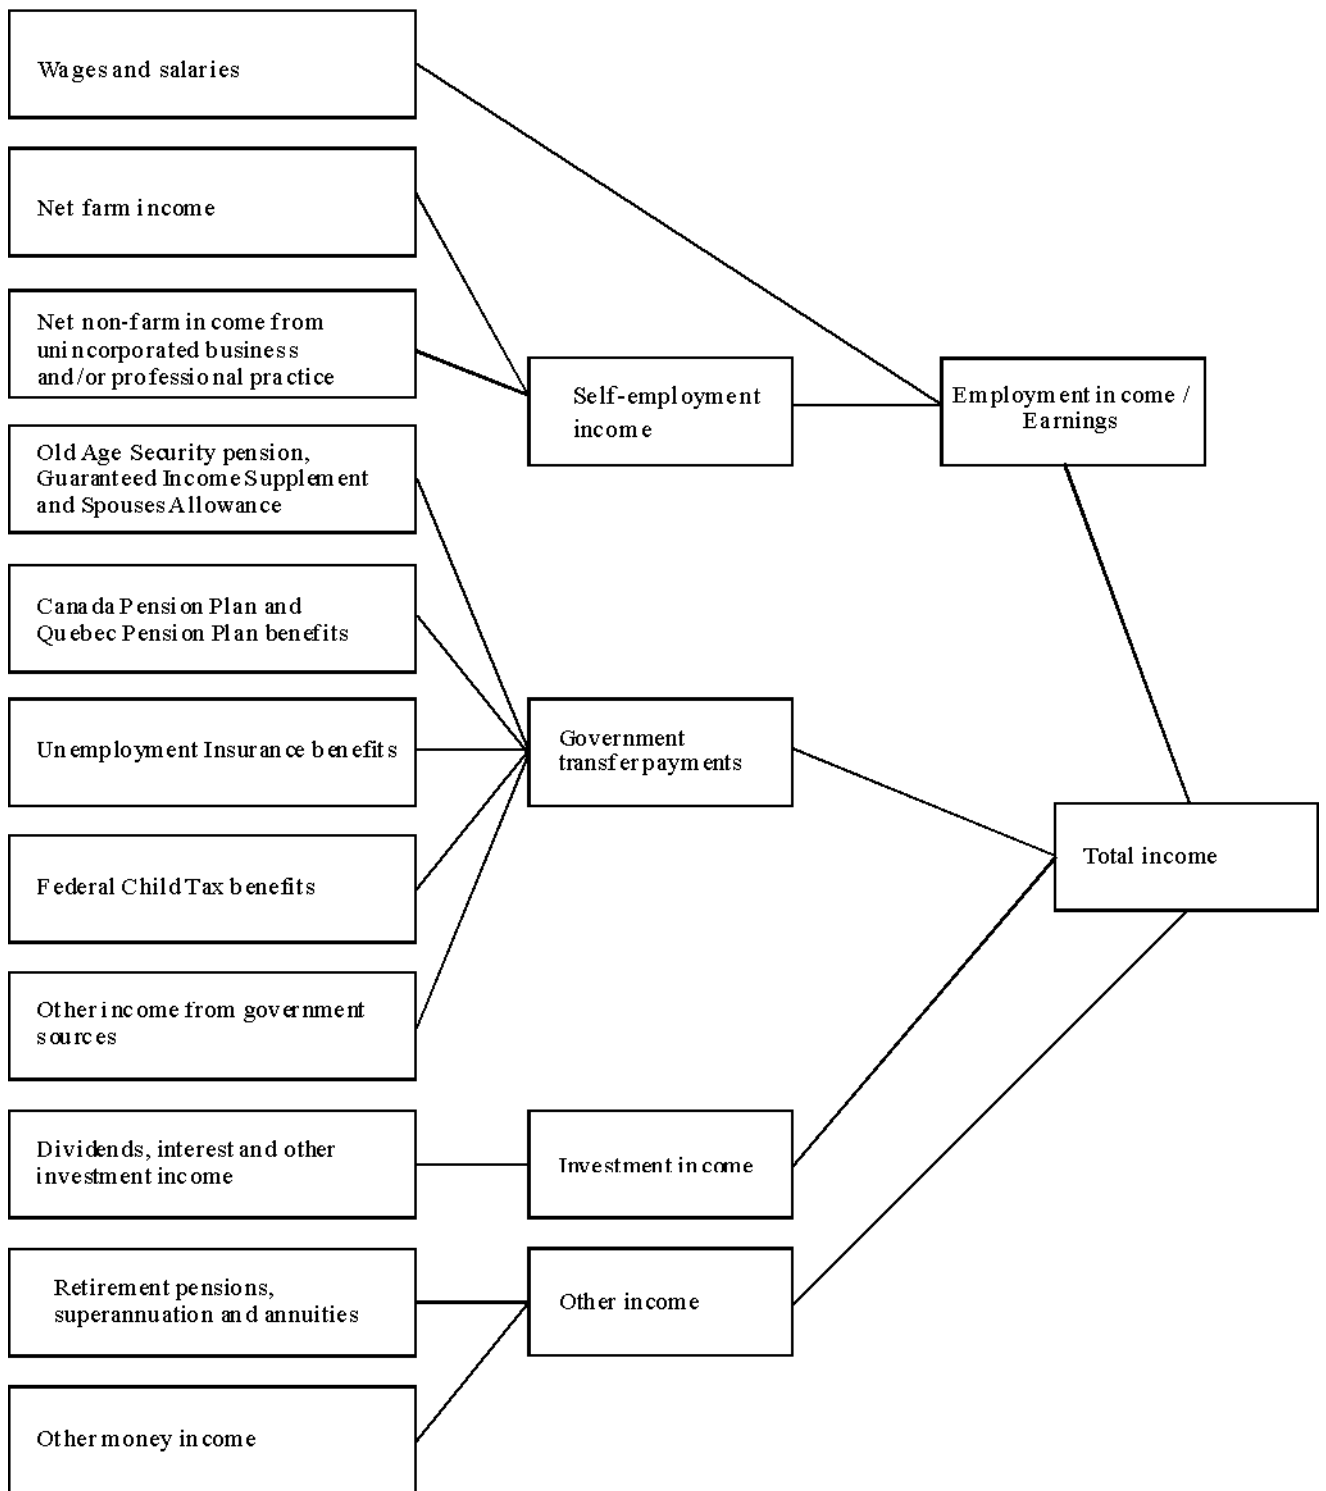 Wages and salaries
Net farm income
Net non-farm income from
unincorporated business
and/or professional practice
Self-employment
income
Employment income /
Earnings
Old Age Security pension,
Guaranteed Income Supplement
and Spouses Allowance
Canada Pension Plan and
Quebec Pension Plan benefits
Unemployment Insurance benefits
Government
transfer payments
Federal Child Tax benefits
Total income
Other income from government
sources
Dividends, interest and other
investment income
Investment income
Retirement pensions,
superannuation and annuities
Other income
Other money income